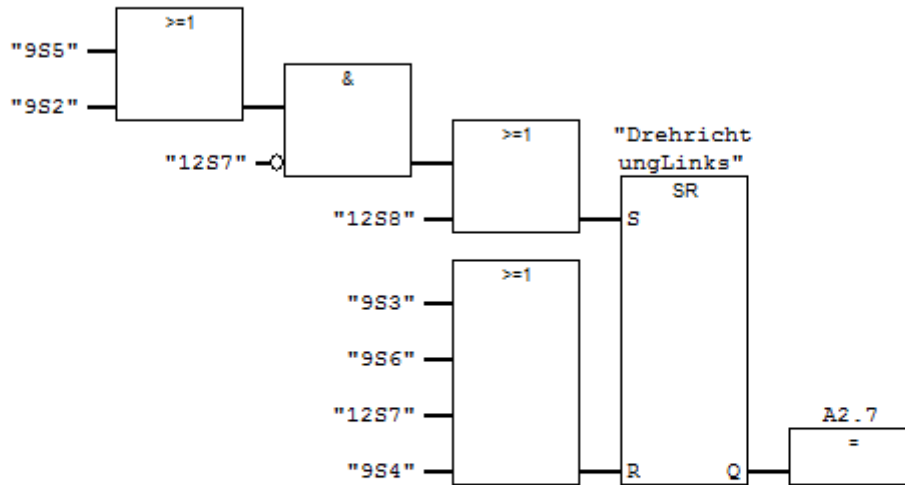 >=1
"9S5"
"9S2"
&
"12S7"
>=1
"12S8"
"Drehricht
ungLinks"
SR
S
>=1
"9S3"
"9S6"
"12S7"
"9S4"
R
Q
A2.7
=